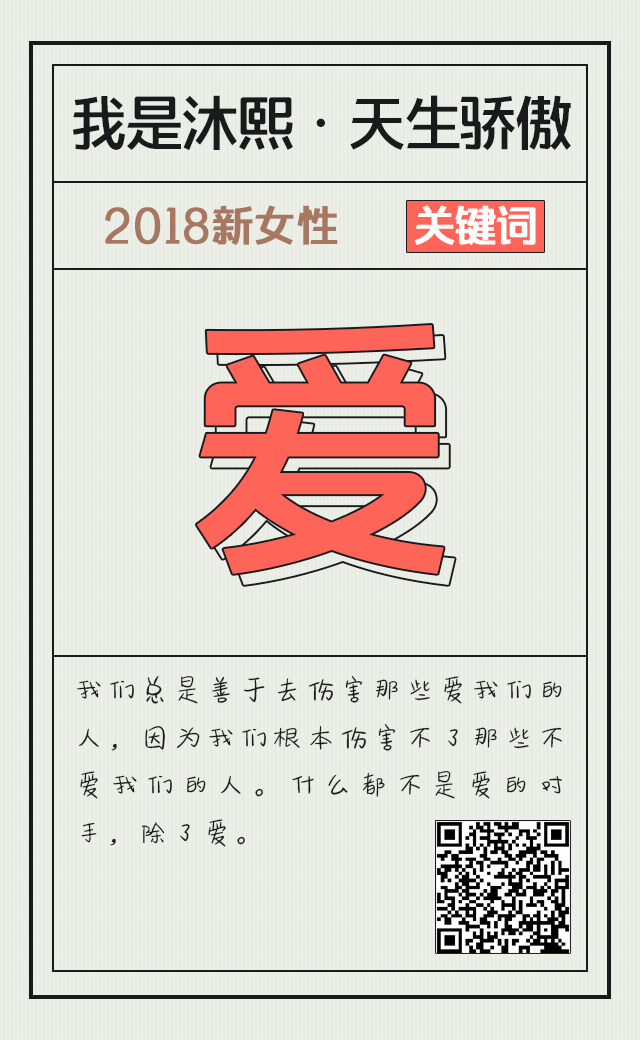 我是沐熙·天生骄傲
2018新女性 关键词
爱
我们总是善于去伤害那些爱我们的
人，因为我们根本伤害不了那些不
爱我们的人。什么都不是爱的对
手，除了爱。